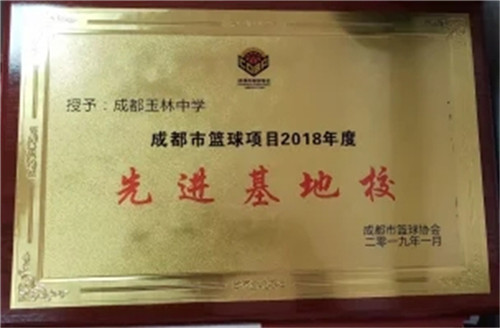 授予：成都玉林中学
成都市篮球项目2018年度
先进基地校
成都市篮球协会
二零一九年一月